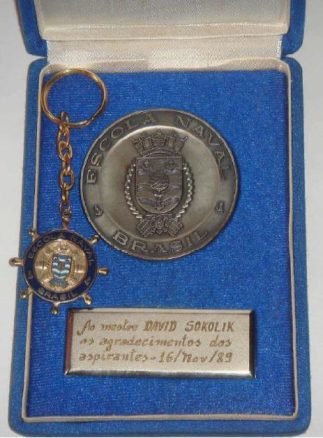 ESCOLA NAVAL
BRASIL
ESCOLA NAVAL
BRASIL
Ao mestre DAVID SOKOLIK
os agradecimentos dos
aspirantes - 16/Nov/89